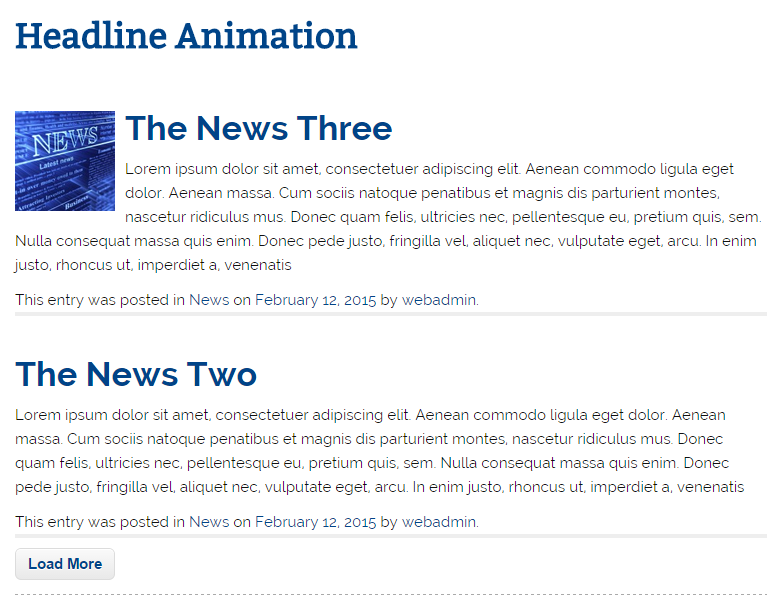 Headline Animation
NEWS
Latest news
The News Three
Lorem ipsum dolor sit amet, consectetuer adipiscing elit. Aenean commodo ligula eget
dolor. Aenean massa. Cum sociis natoque penatibus et magnis dis parturient montes,
nascetur ridiculus mus. Donec quam felis, ultricies nec, pellentesque eu, pretium quis, sem.
Nulla consequat massa quis enim. Donec pede justo, fringilla vel, aliquet nec, vulputate eget, arcu. In enim
justo, rhoncus ut, imperdiet a, venenatis
Business
This entry was posted in News on February 12, 2015 by webadmin.
The News Two
Lorem ipsum dolor sit amet, consectetuer adipiscing elit. Aenean commodo ligula eget dolor. Aenean
massa. Cum sociis natoque penatibus et magnis dis parturient montes, nascetur ridiculus mus. Donec
quam felis, ultricies nec, pellentesque eu, pretium quis, sem. Nulla consequat massa quis enim. Donec
pede justo, fringilla vel, aliquet nec, vulputate eget, arcu. In enim justo, rhoncus ut, imperdiet a, venenatis
This entry was posted in News on February 12, 2015 by webadmin.
Load More